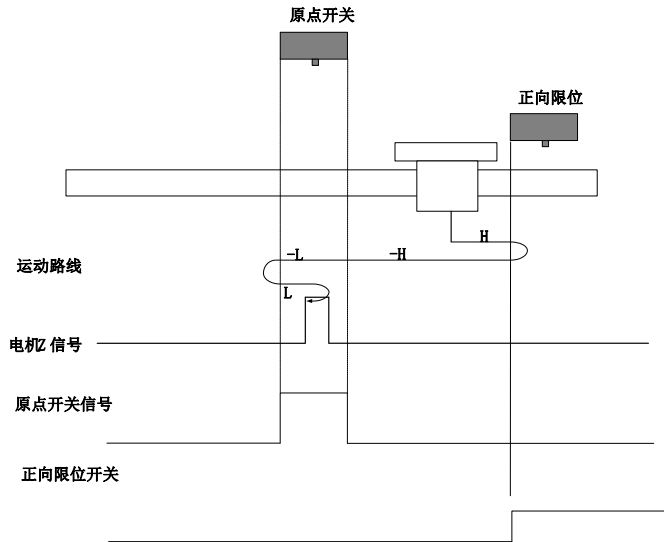 原点开关
正向限位
H
-L
-H
运动路线
L
电机Z 信号
原点开关信号
正向限位开关